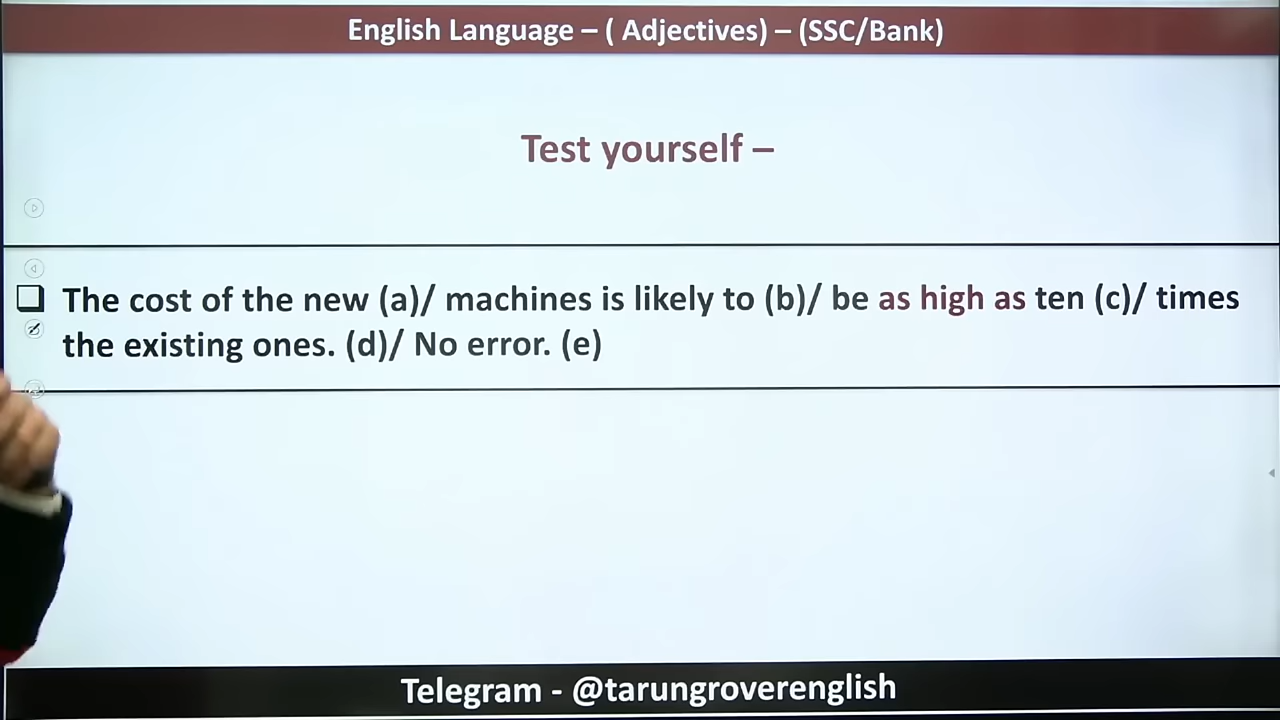 English Language – ( Adjectives) – (SSC/Bank)
Test yourself –
The cost of the new (a)/ machines is likely to (b)/ be as high as ten (c)/ times
the existing ones. (d)/ No error. (e)
Telegram - @tarungroverenglish